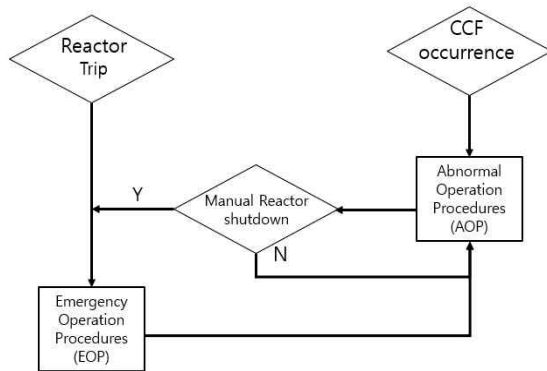 Reactor
Trip
CCF
occurrence
Abnormal
Operation
Procedures
(AOP)
Manual Reactor
shutdown
Y
N
Emergency
Operation
Procedures
(EOP)